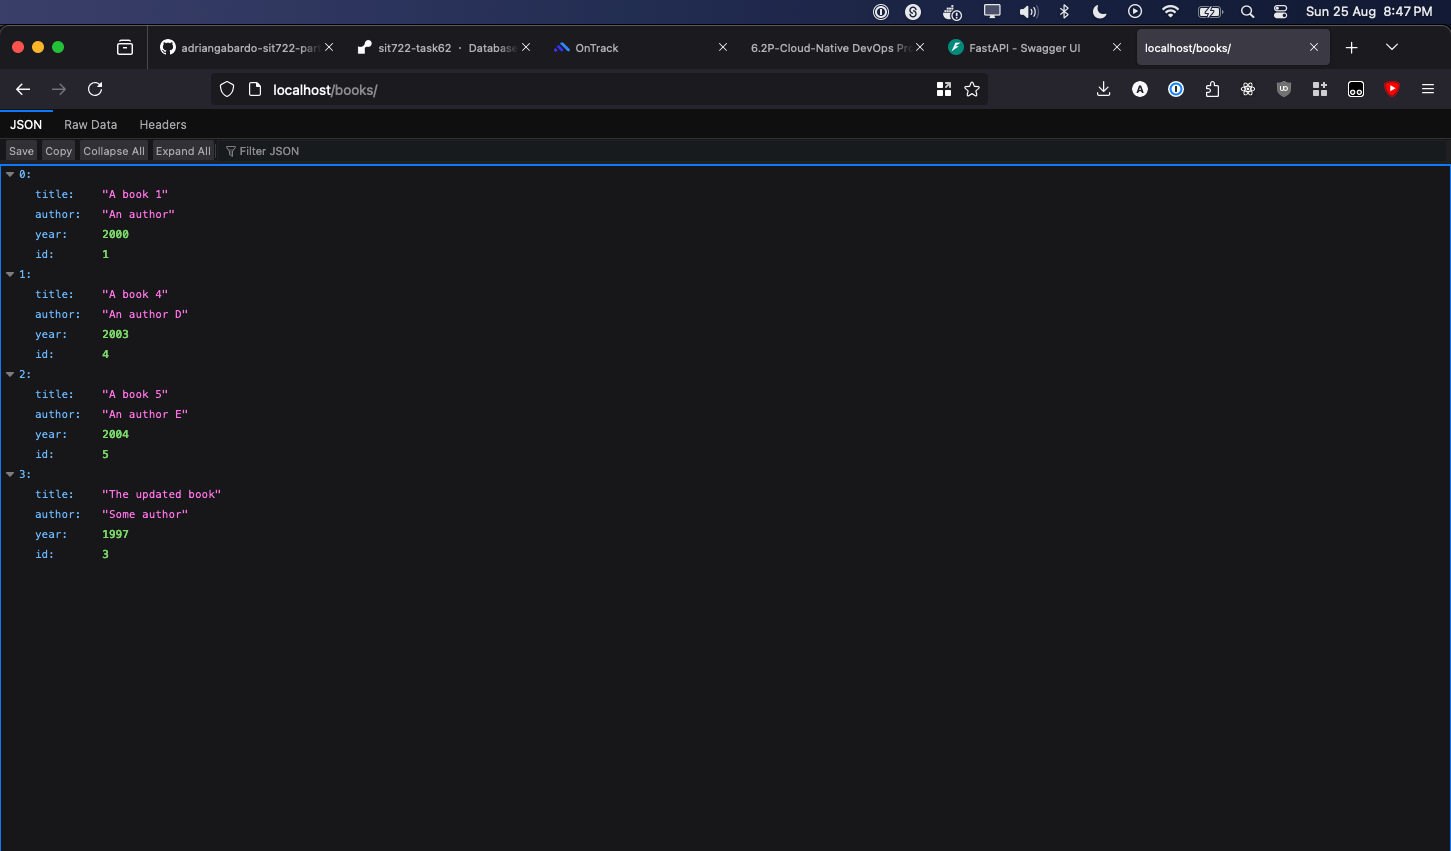 Sun 25 Aug 8:47 PM
adriangabardo-sit722-par
sit722-task62 · Database
OnTrack
6.2P-Cloud-Native DevOps Pr
FastAPI - Swagger UI
localhost/books/
localhost/books/
JSON Raw Data Headers
Save Copy Collapse All Expand All Filter JSON
0:
title: "A book 1"
author: "An author"
year: 2000
id: 1
1:
title: "A book 4"
author: "An author D"
year: 2003
id: 4
2:
title: "A book 5"
author: "An author E"
year: 2004
id: 5
3:
title: "The updated book"
author: "Some author"
year: 1997
id: 3